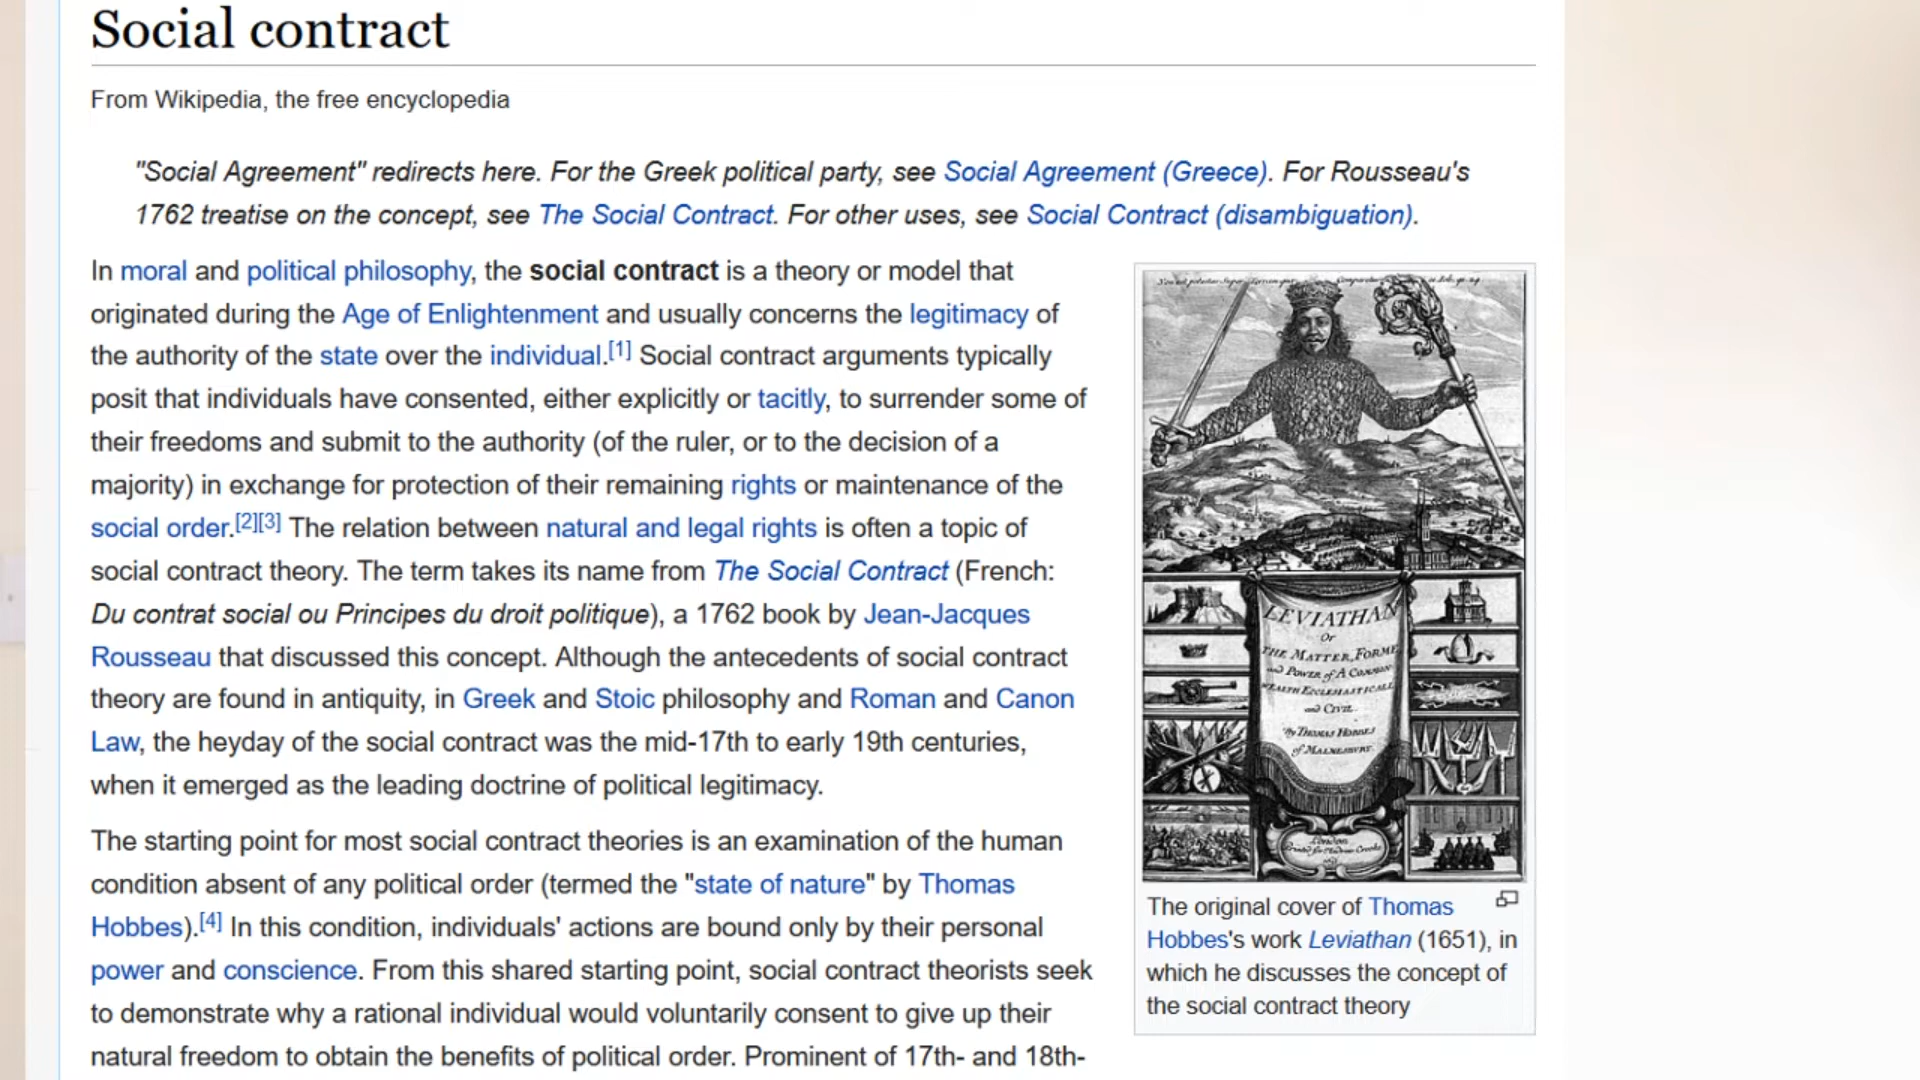 Social contract
From Wikipedia, the free encyclopedia
"Social Agreement" redirects here. For the Greek political party, see Social Agreement (Greece). For Rousseau's
1762 treatise on the concept, see The Social Contract. For other uses, see Social Contract (disambiguation).
In moral and political philosophy, the social contract is a theory or model that
originated during the Age of Enlightenment and usually concerns the legitimacy of
the authority of the state over the individual.[1] Social contract arguments typically
posit that individuals have consented, either explicitly or tacitly, to surrender some of
their freedoms and submit to the authority (of the ruler, or to the decision of a
majority) in exchange for protection of their remaining rights or maintenance of the
social order.[2][3] The relation between natural and legal rights is often a topic of
social contract theory. The term takes its name from The Social Contract (French:
Du contrat social ou Principes du droit politique), a 1762 book by Jean-Jacques
Rousseau that discussed this concept. Although the antecedents of social contract
theory are found in antiquity, in Greek and Stoic philosophy and Roman and Canon
Law, the heyday of the social contract was the mid-17th to early 19th centuries,
when it emerged as the leading doctrine of political legitimacy.
The starting point for most social contract theories is an examination of the human
condition absent of any political order (termed the "state of nature" by Thomas
Hobbes).[4] In this condition, individuals' actions are bound only by their personal
power and conscience. From this shared starting point, social contract theorists seek
to demonstrate why a rational individual would voluntarily consent to give up their
natural freedom to obtain the benefits of political order. Prominent of 17th- and 18th-
LEVIATHAN
Or
THE MATTER, FORME
and POWER of A COMMON-
WEALTH ECCLESIASTICALL
and CIVIL.
By THOMAS HOBBES
of MALMESBURY.
London
The original cover of Thomas
Hobbes's work Leviathan (1651), in
which he discusses the concept of
the social contract theory